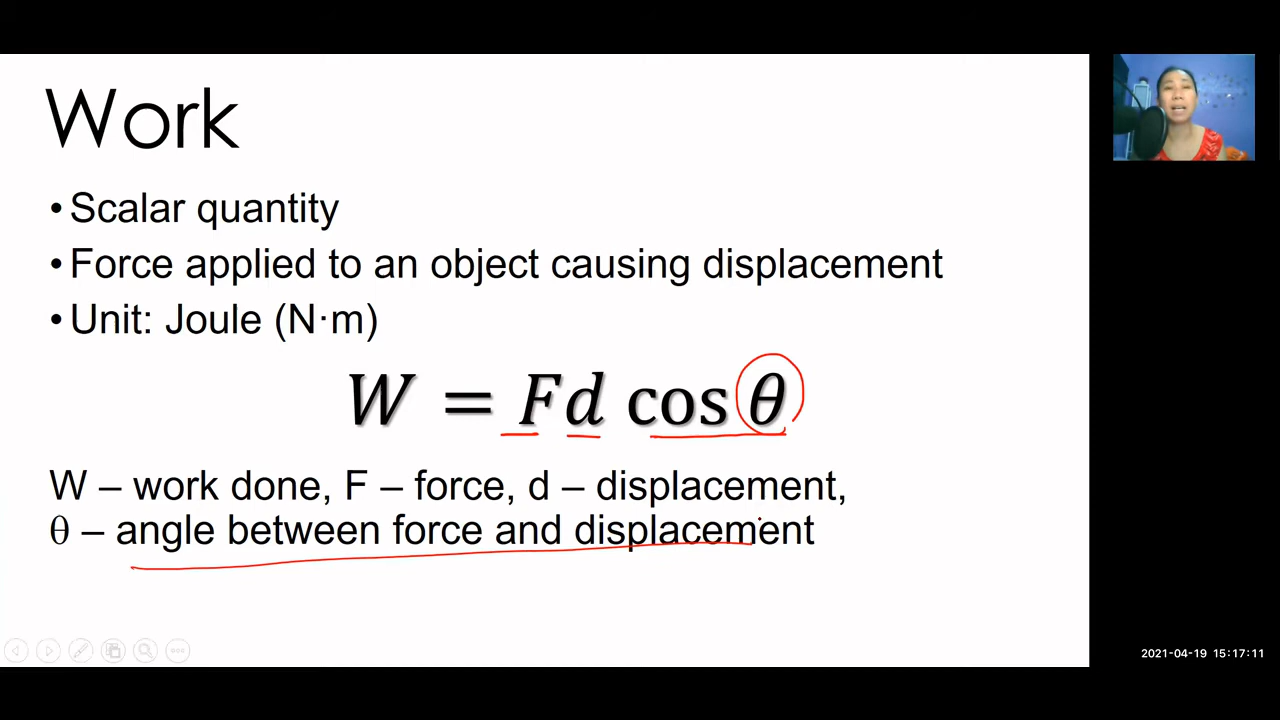 Work
• Scalar quantity
• Force applied to an object causing displacement
• Unit: Joule (N·m)
W = Fd cos θ
W – work done, F – force, d – displacement,
θ – angle between force and displacement
2021-04-19 15:17:11